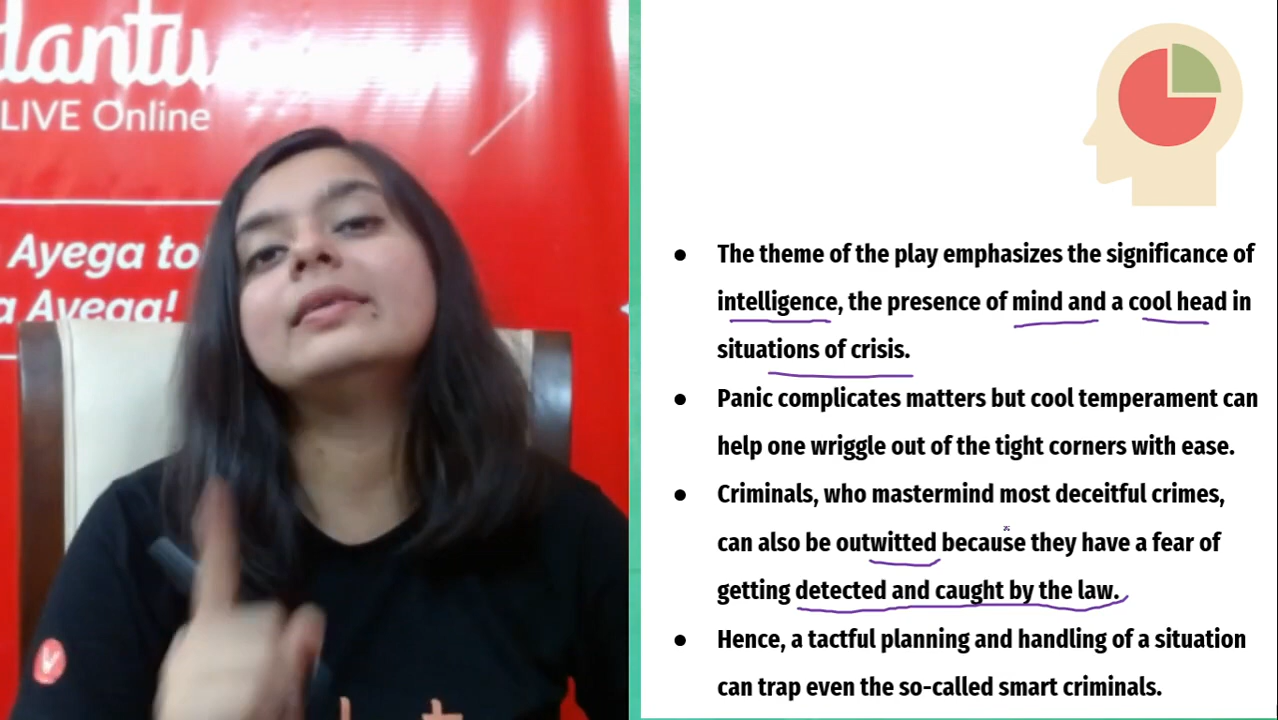 LIVE Online
Ayega to
a Ayega!
The theme of the play emphasizes the significance of
intelligence, the presence of mind and a cool head in
situations of crisis.
Panic complicates matters but cool temperament can
help one wriggle out of the tight corners with ease.
Criminals, who mastermind most deceitful crimes,
can also be outwitted because they have a fear of
getting detected and caught by the law.
Hence, a tactful planning and handling of a situation
can trap even the so-called smart criminals.